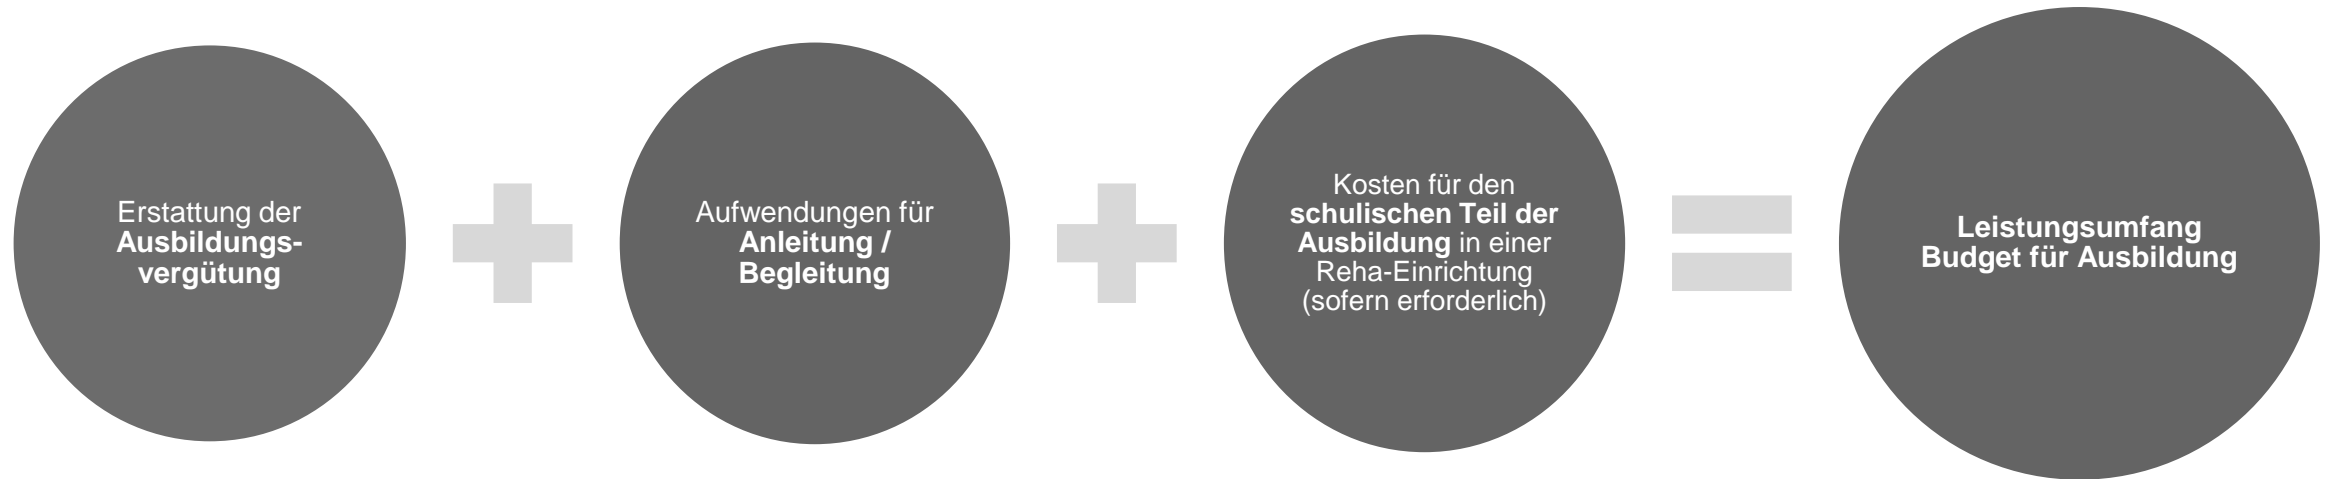 Erstattung der
Ausbildungs-
vergütung
Aufwendungen für
Anleitung /
Begleitung
Kosten für den
schulischen Teil der
Ausbildung in einer
Reha-Einrichtung
(sofern erforderlich)
Leistungsumfang
Budget für Ausbildung